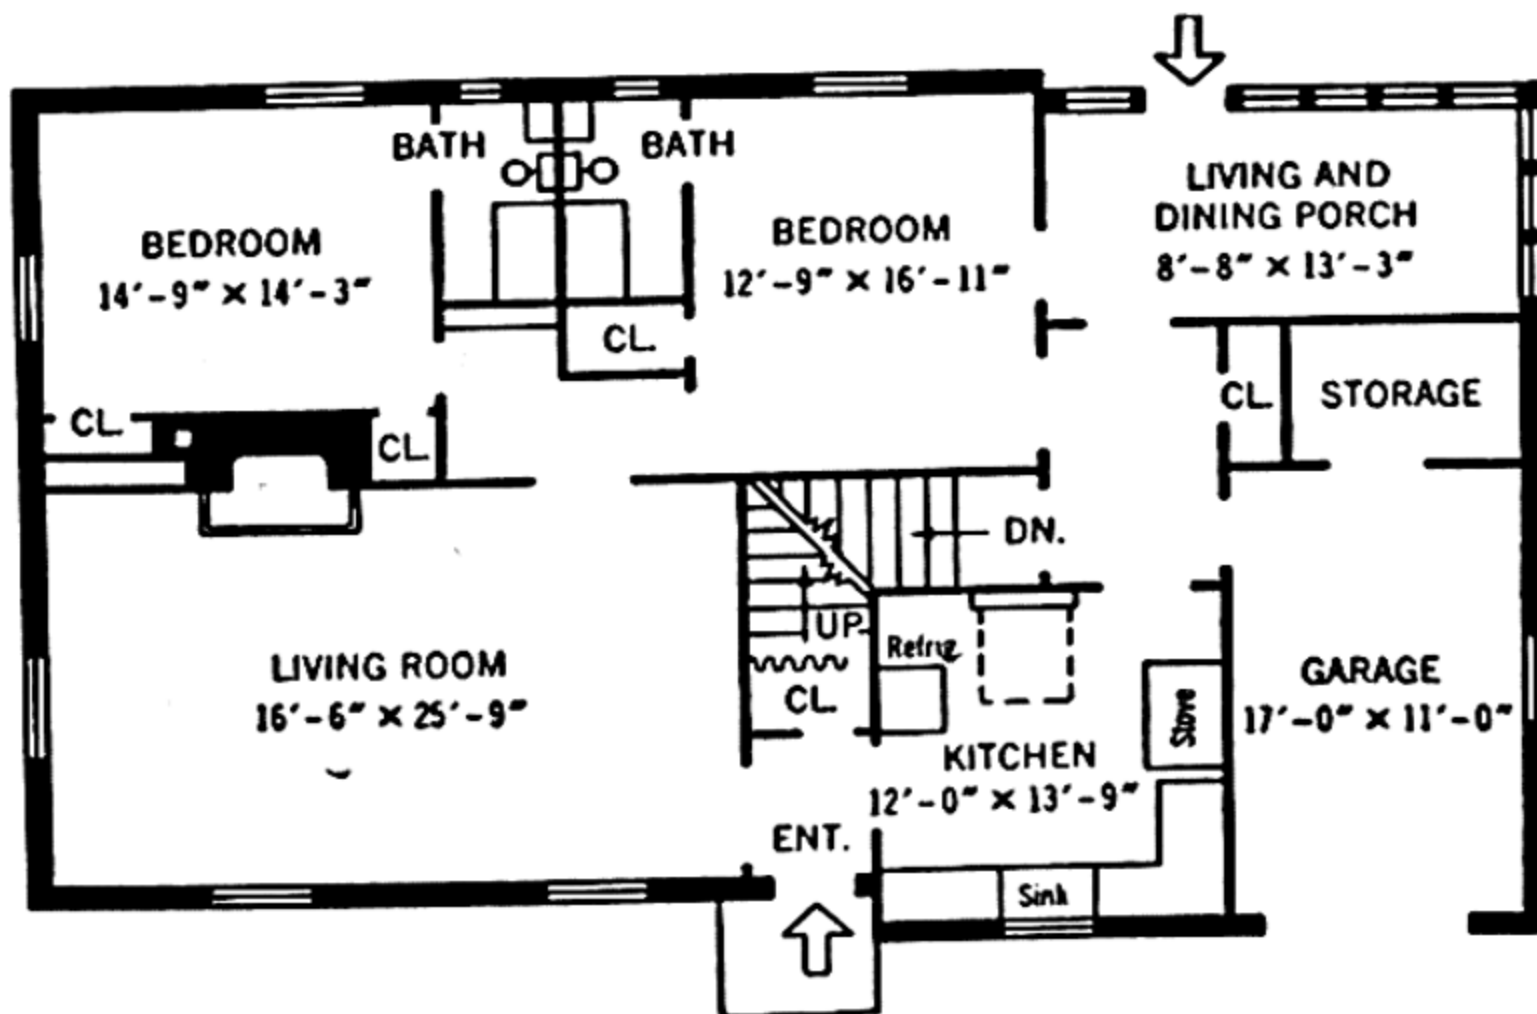 BATH
BATH
BEDROOM
14'-9" × 14'-3"
BEDROOM
12'-9" × 16'-11"
LIVING AND
DINING PORCH
8'-8" × 13'-3"
CL.
CL.
CL.
CL.
STORAGE
DN.
UP
Refrig.
CL.
LIVING ROOM
16'-6" × 25'-9"
KITCHEN
12'-0" × 13'-9"
Stove
GARAGE
17'-0" × 11'-0"
ENT.
Sink